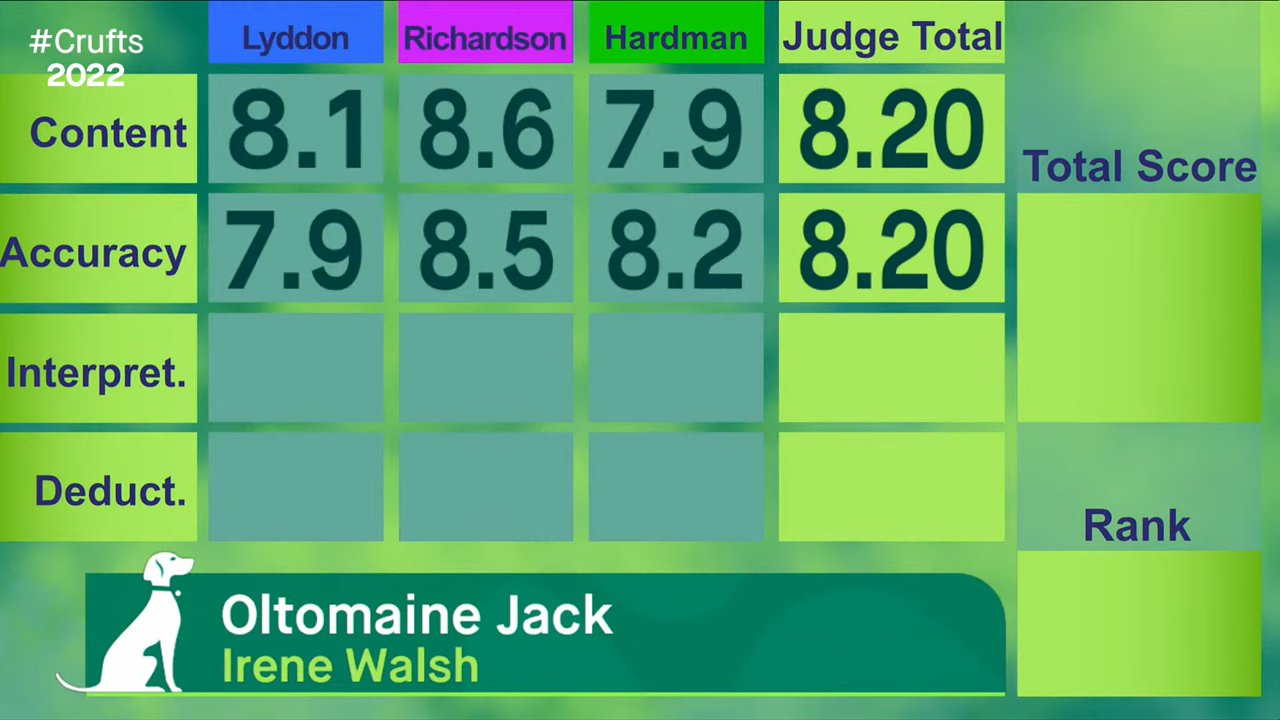 #Crufts
2022
Lyddon Richardson Hardman Judge Total
Content 8.1 8.6 7.9 8.20
Total Score
Accuracy 7.9 8.5 8.2 8.20
Interpret.
Deduct.
Rank
Oltomaine Jack
Irene Walsh